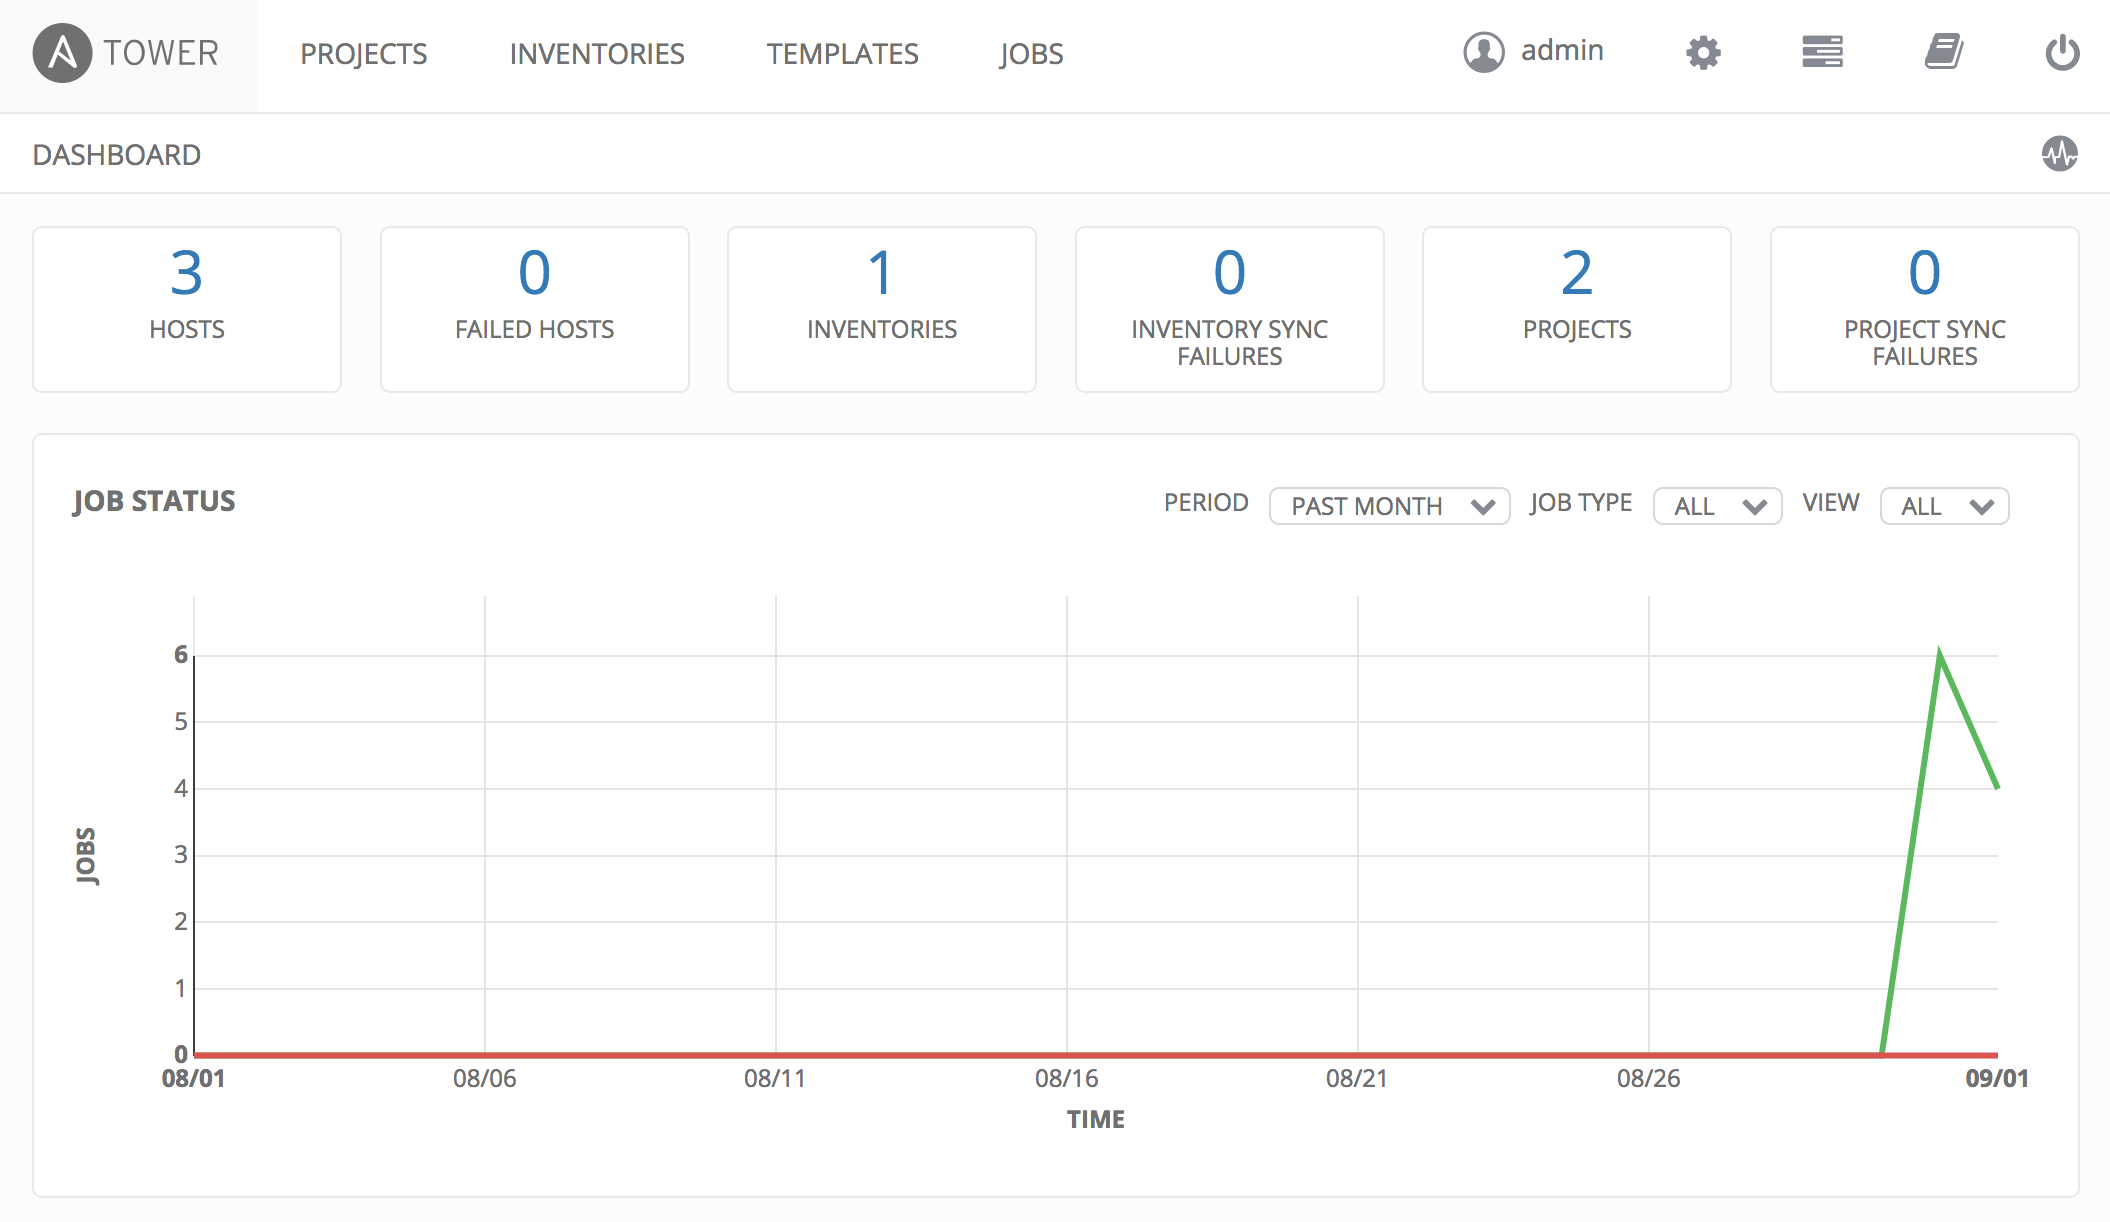 A TOWER PROJECTS INVENTORIES TEMPLATES JOBS admin
DASHBOARD
3 0 1 0 2 0
HOSTS FAILED HOSTS INVENTORIES INVENTORY SYNC FAILURES PROJECTS PROJECT SYNC FAILURES
JOB STATUS PERIOD PAST MONTH JOB TYPE ALL VIEW ALL
6
5
4
3
2
1
0
JOBS
08/01 08/06 08/11 08/16 08/21 08/26 09/01
TIME